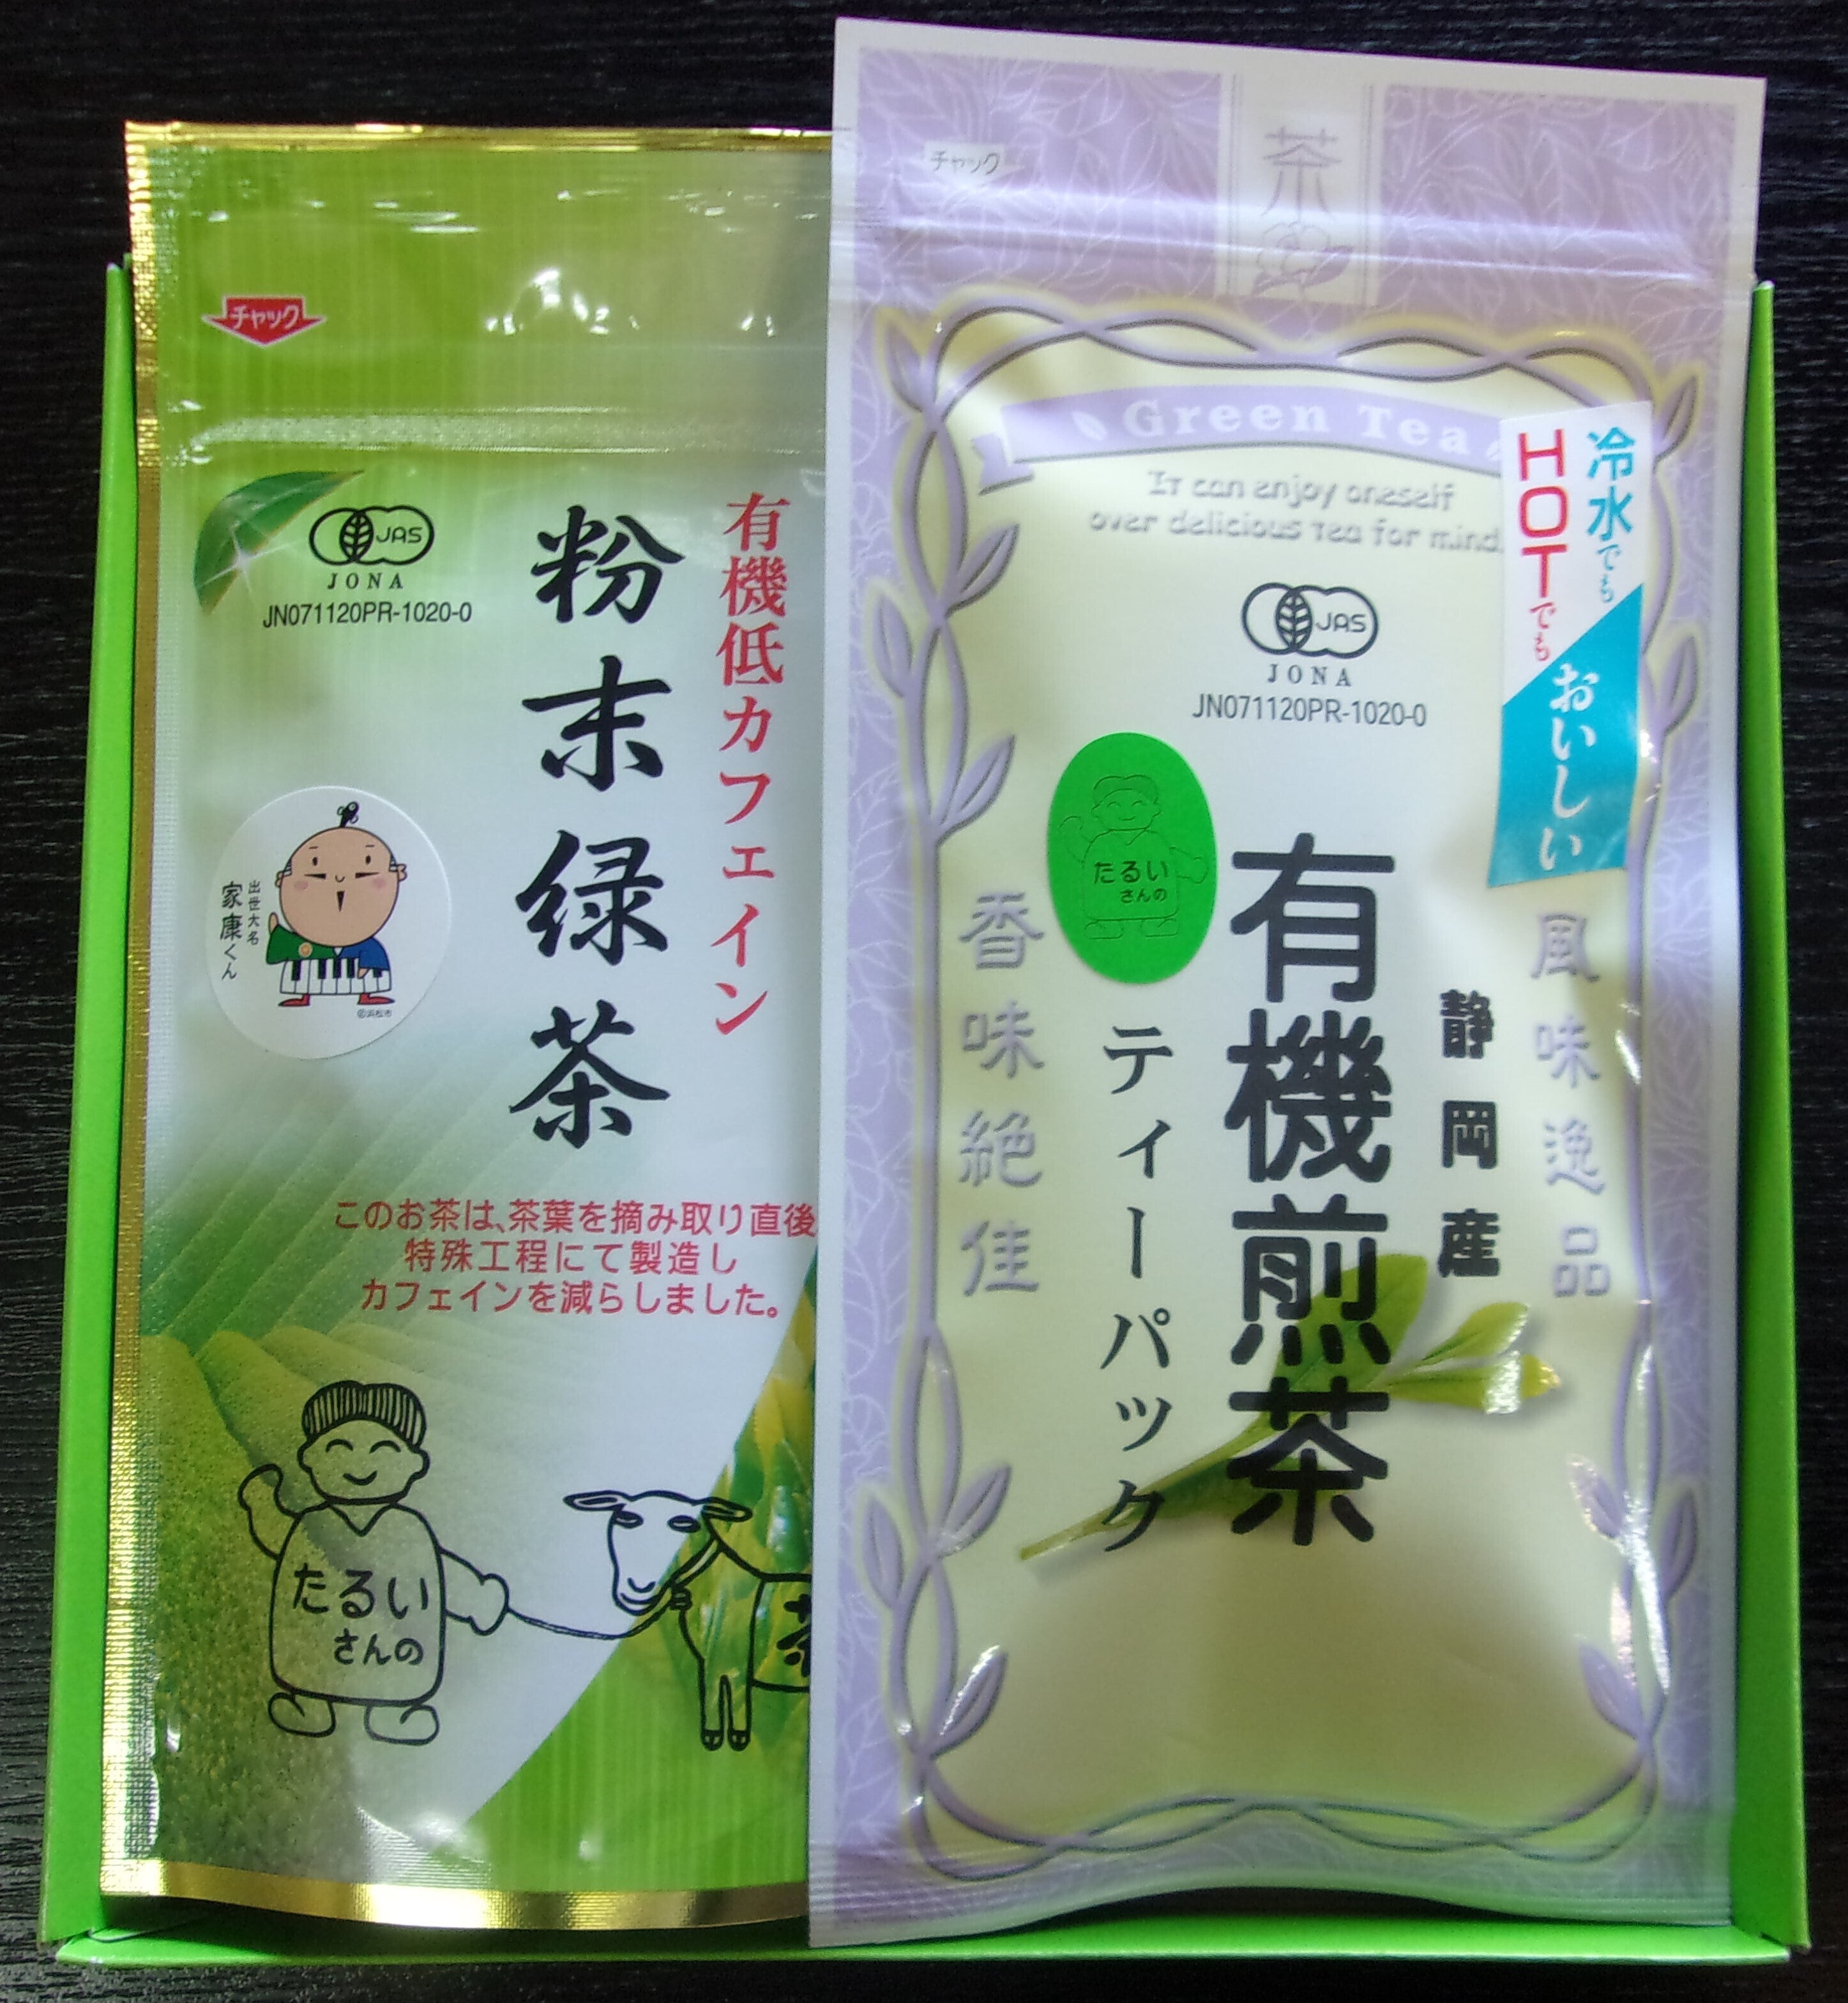 チャック
JAS
JONA
JN071120PR-1020-0
有機低カフェイン
粉末緑茶
出世大名
家康くん
©浜松市
このお茶は、茶葉を摘み取り直後
特殊工程にて製造し
カフェインを減らしました。
たるい
さんの
茶
チャック
茶
Green Tea
It can enjoy oneself
over delicious tea for mind.
冷水でも
HOTでも
おいしい
JAS
JONA
JN071120PR-1020-0
たるい
さんの
風味逸品
静岡産
有機煎茶
ティーパック
香味絶佳